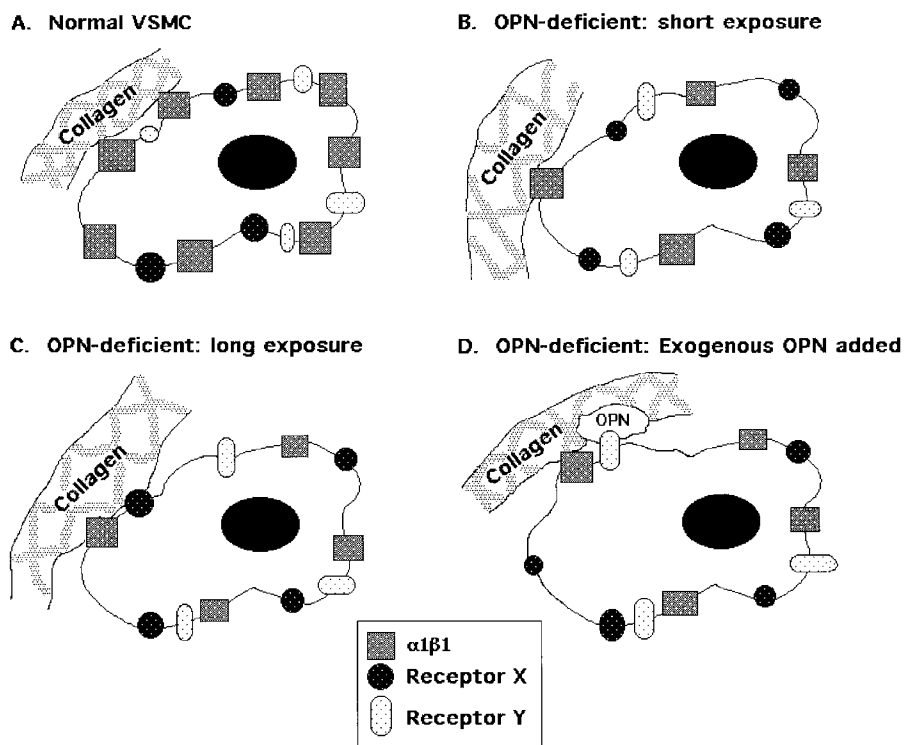 A. Normal VSMC
Collagen
B. OPN-deficient: short exposure
Collagen
C. OPN-deficient: long exposure
Collagen
D. OPN-deficient: Exogenous OPN added
OPN
Collagen
α1β1
Receptor X
Receptor Y